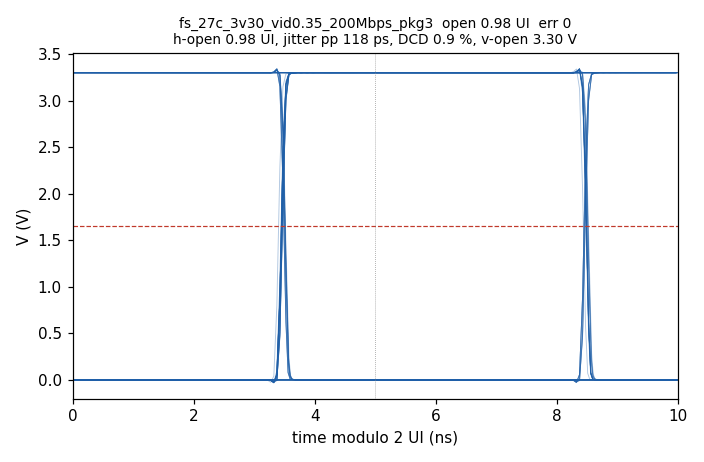 fs_27c_3v30_vid0.35_200Mbps_pkg3  open 0.98 UI  err 0
h-open 0.98 UI, jitter pp 118 ps, DCD 0.9 %, v-open 3.30 V
3.5
3.0
2.5
2.0
1.5
1.0
0.5
0.0
V (V)
0 2 4 6 8 10
time modulo 2 UI (ns)